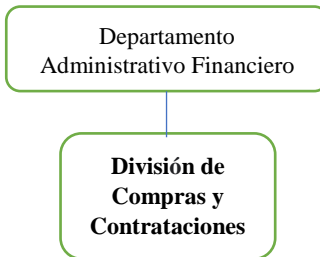 Departamento
Administrativo Financiero
División de
Compras y
Contrataciones